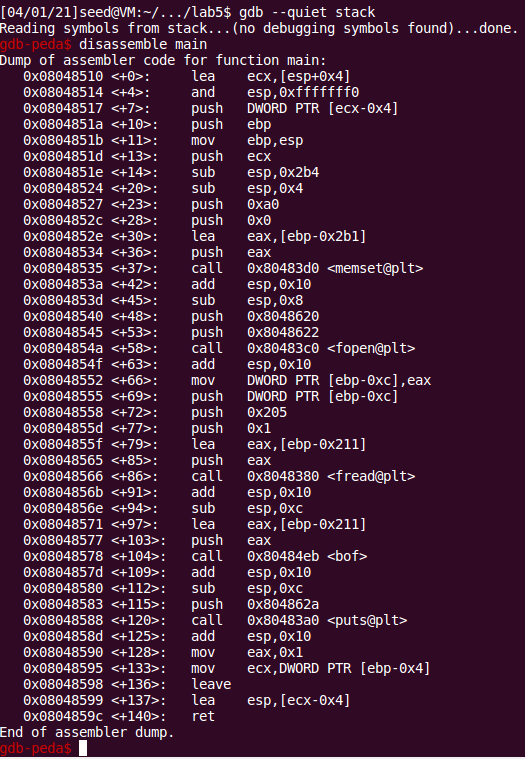 [04/01/21]seed@VM:~/.../lab5$ gdb --quiet stack
Reading symbols from stack...(no debugging symbols found)...done.
gdb-peda$ disassemble main
Dump of assembler code for function main:
   0x08048510 <+0>:	lea    ecx,[esp+0x4]
   0x08048514 <+4>:	and    esp,0xfffffff0
   0x08048517 <+7>:	push   DWORD PTR [ecx-0x4]
   0x0804851a <+10>:	push   ebp
   0x0804851b <+11>:	mov    ebp,esp
   0x0804851d <+13>:	push   ecx
   0x0804851e <+14>:	sub    esp,0x2b4
   0x08048524 <+20>:	sub    esp,0x4
   0x08048527 <+23>:	push   0xa0
   0x0804852c <+28>:	push   0x0
   0x0804852e <+30>:	lea    eax,[ebp-0x2b1]
   0x08048534 <+36>:	push   eax
   0x08048535 <+37>:	call   0x80483d0 <memset@plt>
   0x0804853a <+42>:	add    esp,0x10
   0x0804853d <+45>:	sub    esp,0x8
   0x08048540 <+48>:	push   0x8048620
   0x08048545 <+53>:	push   0x8048622
   0x0804854a <+58>:	call   0x80483c0 <fopen@plt>
   0x0804854f <+63>:	add    esp,0x10
   0x08048552 <+66>:	mov    DWORD PTR [ebp-0xc],eax
   0x08048555 <+69>:	push   DWORD PTR [ebp-0xc]
   0x08048558 <+72>:	push   0x205
   0x0804855d <+77>:	push   0x1
   0x0804855f <+79>:	lea    eax,[ebp-0x211]
   0x08048565 <+85>:	push   eax
   0x08048566 <+86>:	call   0x8048380 <fread@plt>
   0x0804856b <+91>:	add    esp,0x10
   0x0804856e <+94>:	sub    esp,0xc
   0x08048571 <+97>:	lea    eax,[ebp-0x211]
   0x08048577 <+103>:	push   eax
   0x08048578 <+104>:	call   0x80484eb <bof>
   0x0804857d <+109>:	add    esp,0x10
   0x08048580 <+112>:	sub    esp,0xc
   0x08048583 <+115>:	push   0x804862a
   0x08048588 <+120>:	call   0x80483a0 <puts@plt>
   0x0804858d <+125>:	add    esp,0x10
   0x08048590 <+128>:	mov    eax,0x1
   0x08048595 <+133>:	mov    ecx,DWORD PTR [ebp-0x4]
   0x08048598 <+136>:	leave
   0x08048599 <+137>:	lea    esp,[ecx-0x4]
   0x0804859c <+140>:	ret
End of assembler dump.
gdb-peda$